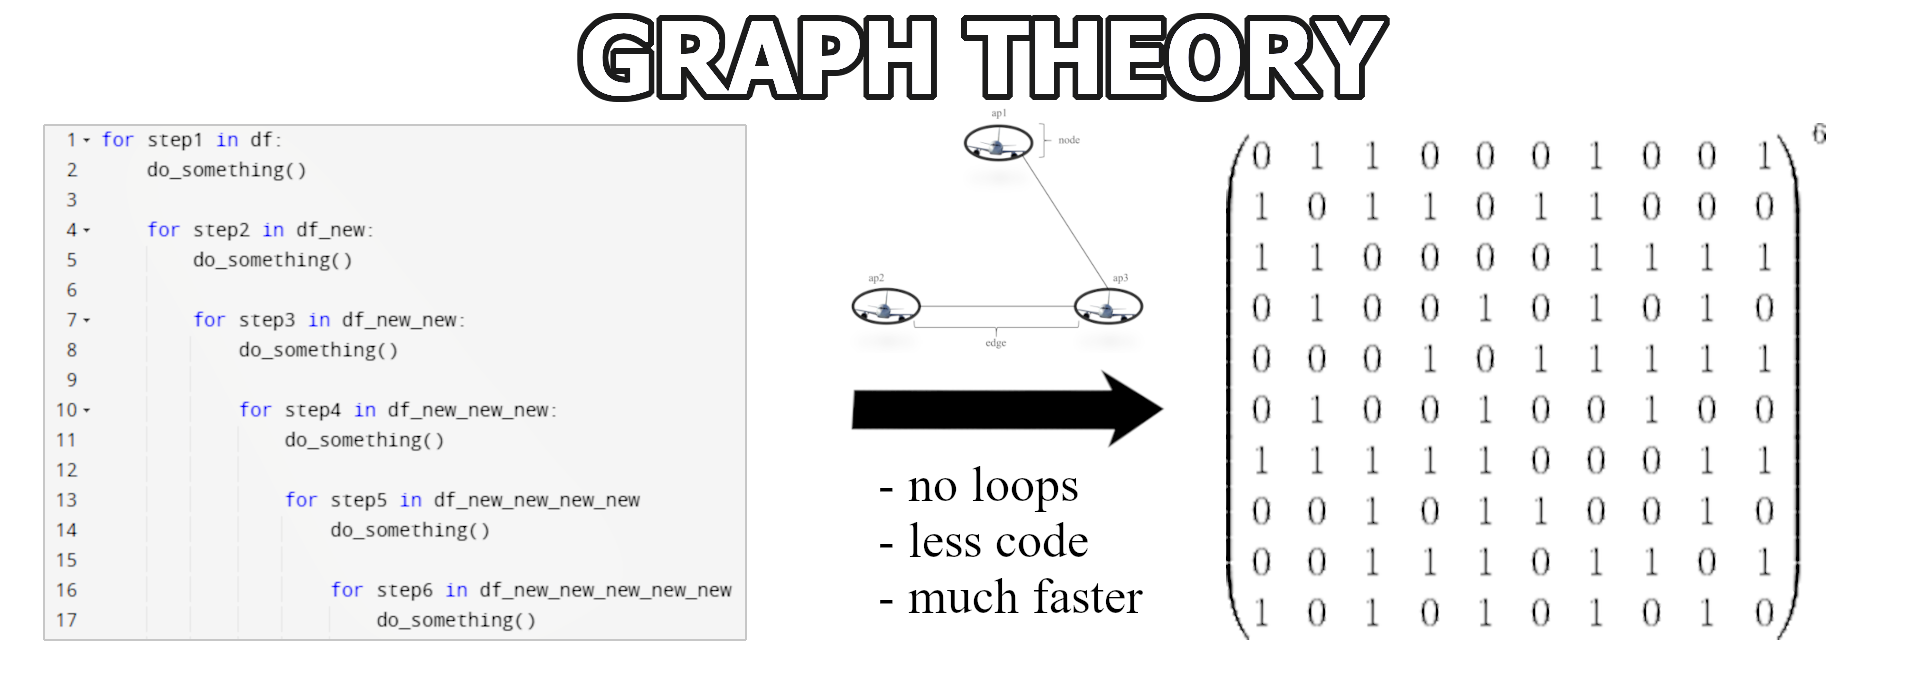 GRAPH THEORY
1 for step1 in df:
2 do_something()
3
4 for step2 in df_new:
5 do_something()
6
7 for step3 in df_new_new:
8 do_something()
9
10 for step4 in df_new_new_new:
11 do_something()
12
13 for step5 in df_new_new_new_new
14 do_something()
15
16 for step6 in df_new_new_new_new_new
17 do_something()
ap1
node
ap2
ap3
edge
- no loops
- less code
- much faster
6
0 1 1 0 0 0 1 0 0 1
1 0 1 1 0 1 1 0 0 0
1 1 0 0 0 0 1 1 1 1
0 1 0 0 1 0 1 0 1 0
0 0 0 1 0 1 1 1 1 1
0 1 0 0 1 0 0 1 0 0
1 1 1 1 1 0 0 0 1 1
0 0 1 0 1 1 0 0 1 0
0 0 1 1 1 0 1 1 0 1
1 0 1 0 1 0 1 0 1 0